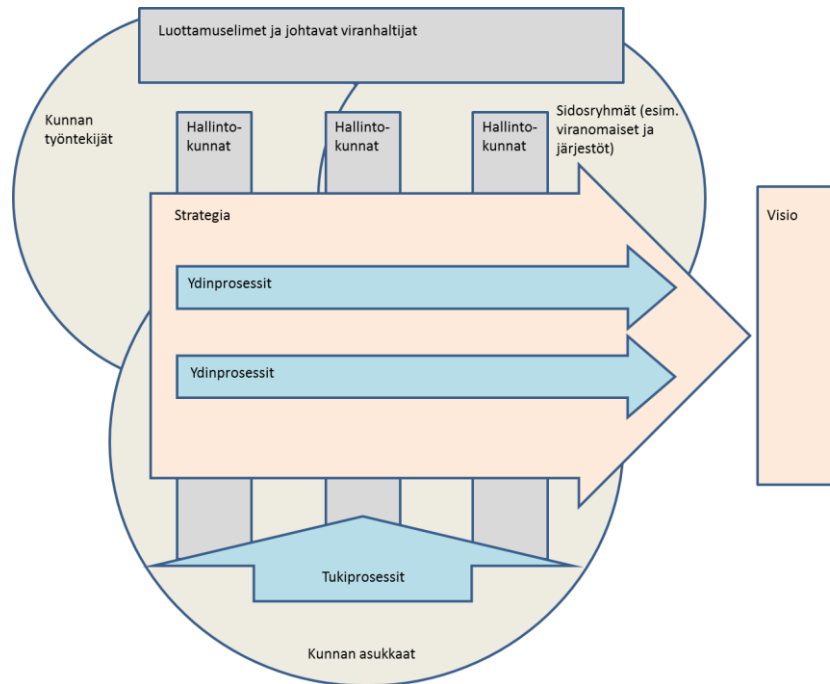 Luottamuselimet ja johtavat viranhaltijat
Kunnan
työntekijät
Hallinto-
kunnat
Hallinto-
kunnat
Hallinto-
kunnat
Sidosryhmät (esim.
viranomaiset ja
järjestöt)
Strategia
Visio
Ydinprosessit
Ydinprosessit
Tukiprosessit
Kunnan asukkaat